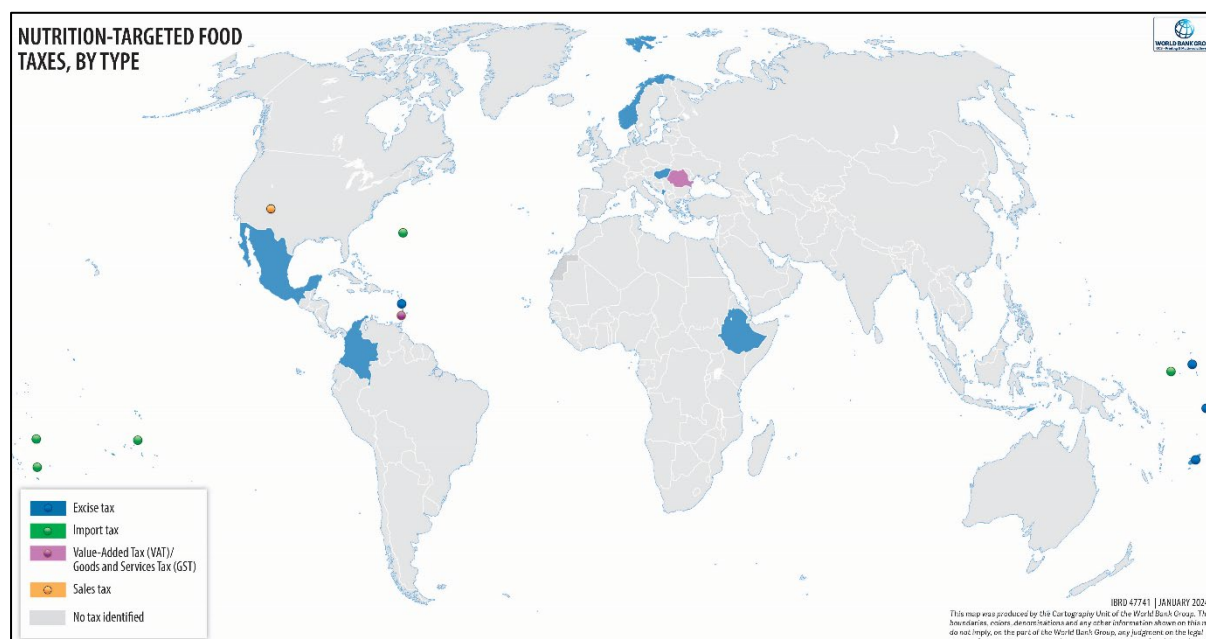 NUTRITION-TARGETED FOOD
TAXES, BY TYPE
WORLD BANK GROUP
Excise tax
Import tax
Value-Added Tax (VAT)/
Goods and Services Tax (GST)
Sales tax
No tax identified
IBRD 47741 | JANUARY 2024
This map was produced by the Cartography Unit of the World Bank Group. The
boundaries, colors, denominations and any other information shown on this m
do not imply, on the part of the World Bank Group, any judgment on the legal